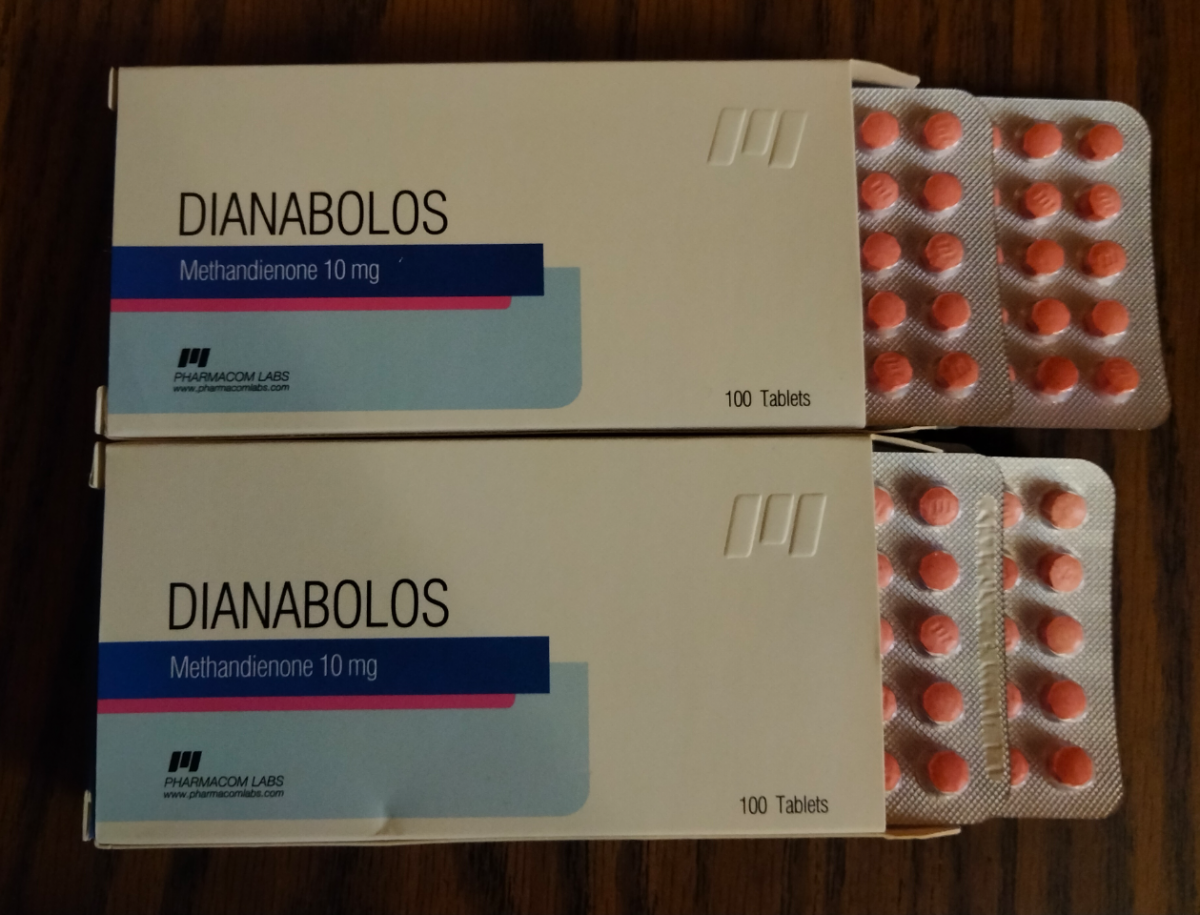 DIANABOLOS
Methandienone 10 mg
PHARMACOM LABS
www.pharmacomlabs.com
100 Tablets
DIANABOLOS
Methandienone 10 mg
PHARMACOM LABS
www.pharmacomlabs.com
100 Tablets